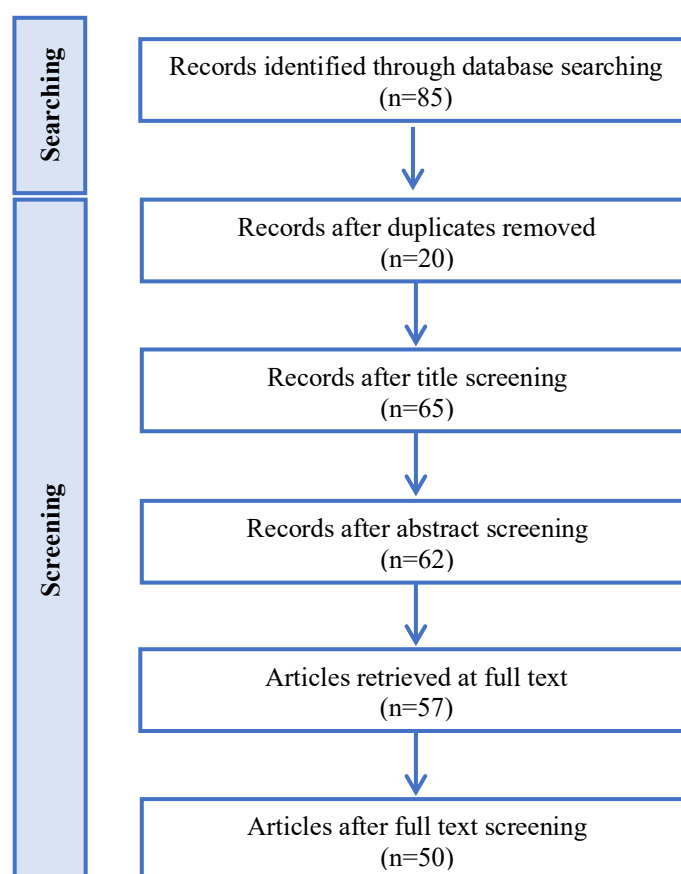 Searching
Records identified through database searching
(n=85)
Screening
Records after duplicates removed
(n=20)
Records after title screening
(n=65)
Records after abstract screening
(n=62)
Articles retrieved at full text
(n=57)
Articles after full text screening
(n=50)